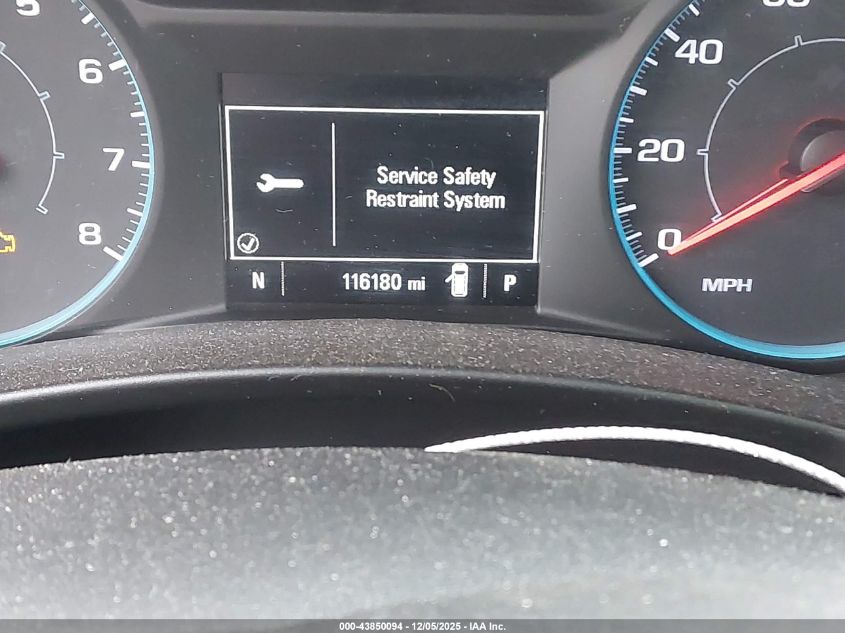 5
6
7
8
Service Safety
Restraint System
N 116180 mi P
40
20
0
MPH
000-43850094 - 12/05/2025 - IAA Inc.